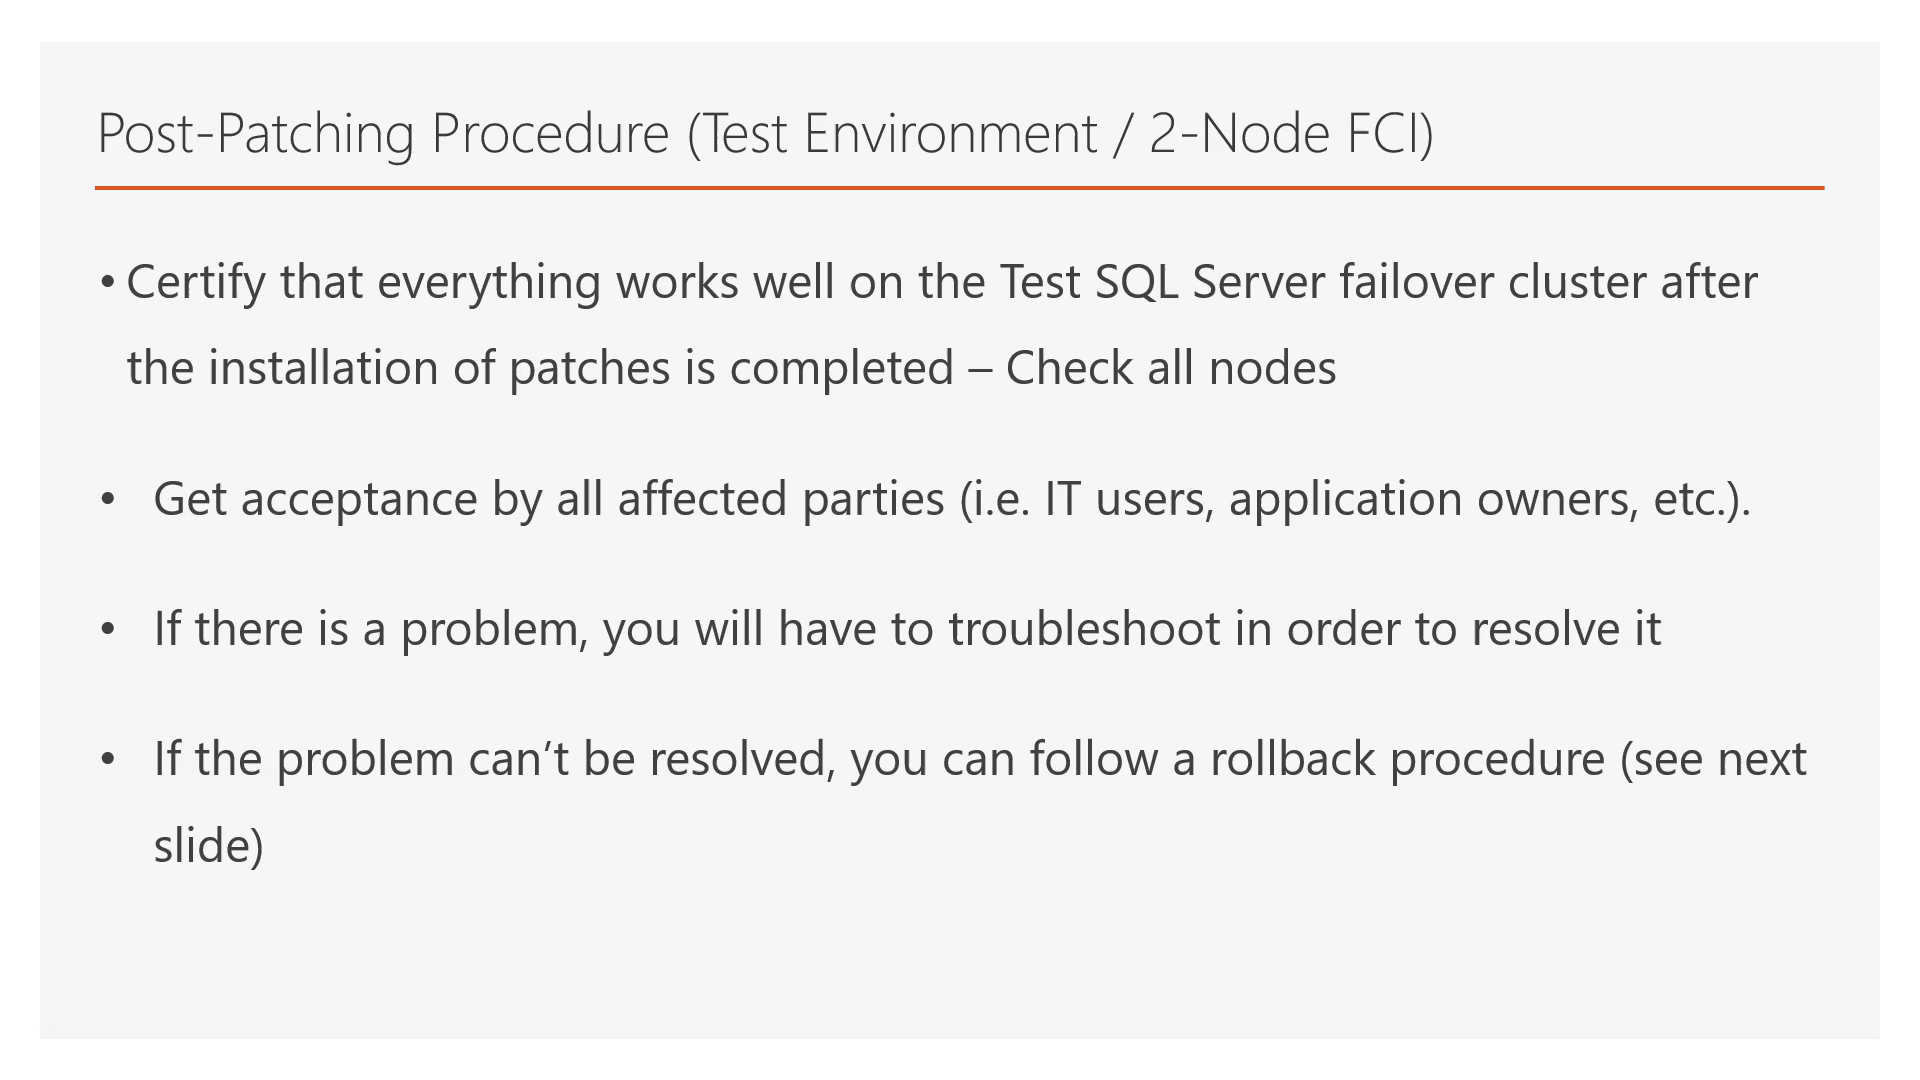 Post-Patching Procedure (Test Environment / 2-Node FCI)
• Certify that everything works well on the Test SQL Server failover cluster after
the installation of patches is completed – Check all nodes
• Get acceptance by all affected parties (i.e. IT users, application owners, etc.).
• If there is a problem, you will have to troubleshoot in order to resolve it
• If the problem can’t be resolved, you can follow a rollback procedure (see next
slide)